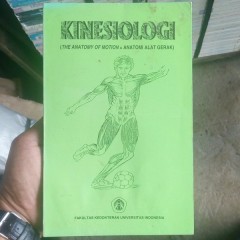 KINESIOLOGI
(THE ANATOMY OF MOTION = ANATOMI ALAT GERAK)
FAKULTAS KEDOKTERAN UNIVERSITAS INDONESIA